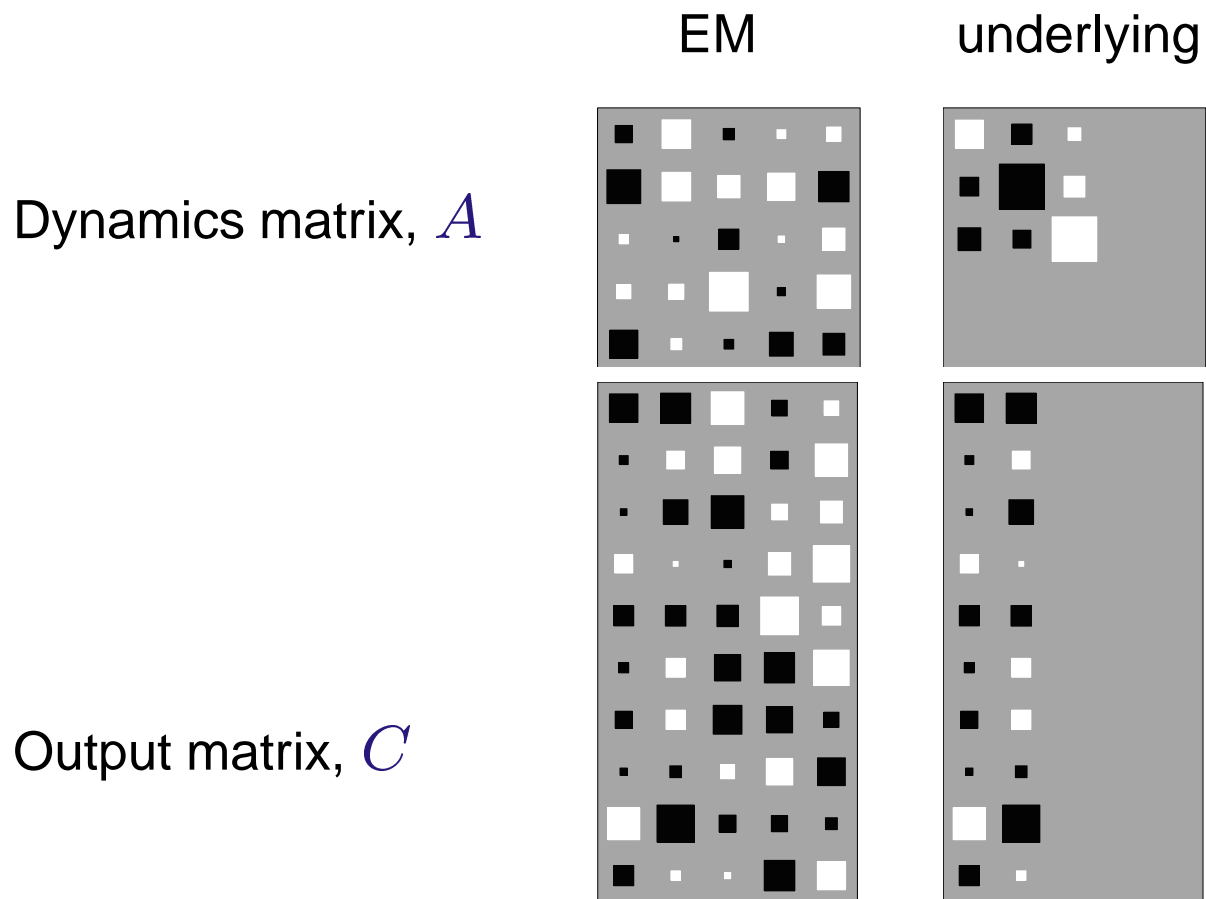 EM underlying
Dynamics matrix, A
Output matrix, C